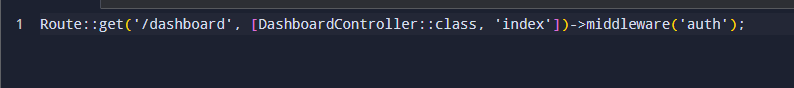 1 Route::get('/dashboard', [DashboardController::class, 'index'])->middleware('auth');